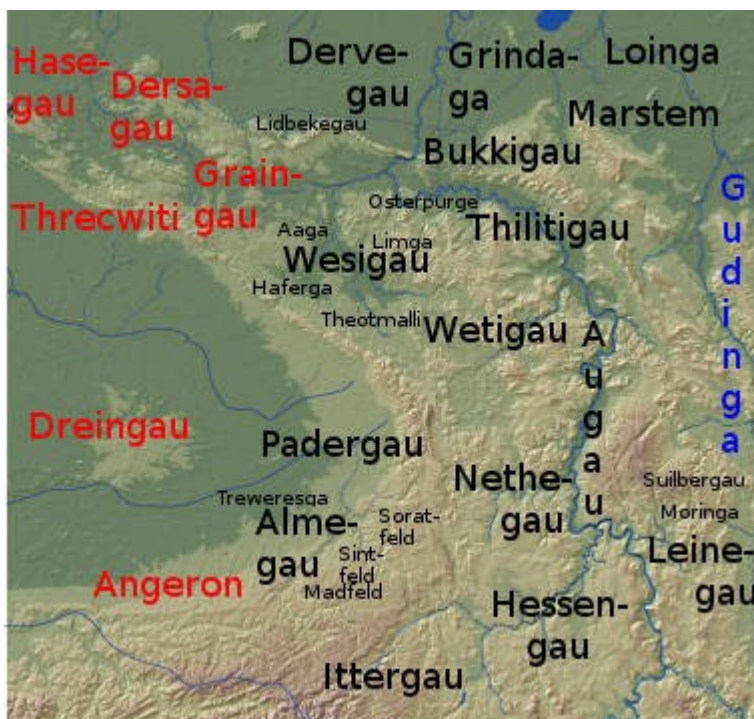 Derve-
gau
Grinda-
ga
Loinga
Hase-
gau
Dersa-
gau
Marstem
Lidbekegau
Bukkigau
Grain-
gau
Threcwiti
Gudinga
Osterpurge
Aaga
Limga
Thilitigau
Wesigau
Haferga
Theotmalli
Wetigau
Augau
Dreingau
Padergau
Nethe-
gau
Suilbergau
Moringa
Treweresga
Alme-
gau
Sorat-
feld
Sint-
feld
Madfeld
Leine-
gau
Angeron
Hessen-
gau
Ittergau